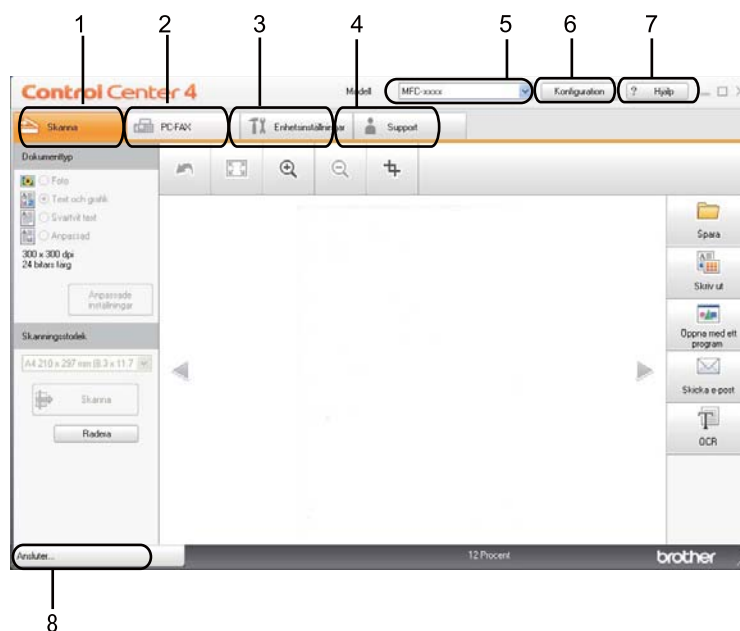 1 2 3 4 5 6 7
ControlCenter 4
Modell MFC-xxxx Konfiguration ? Hjälp
Skanna PC-FAX Enhetsinställningar Support
Dokumenttyp
Foto
Text och grafik
Svartvit text
Anpassad
300 x 300 dpi
24 bitars färg
Anpassade
inställningar
Skanningsstorlek
A4 210 x 297 mm (8.3 x 11.7
Skanna
Radera
Spara
Skriv ut
Öppna med ett
program
Skicka e-post
OCR
Ansluter...
12 Procent
brother
8